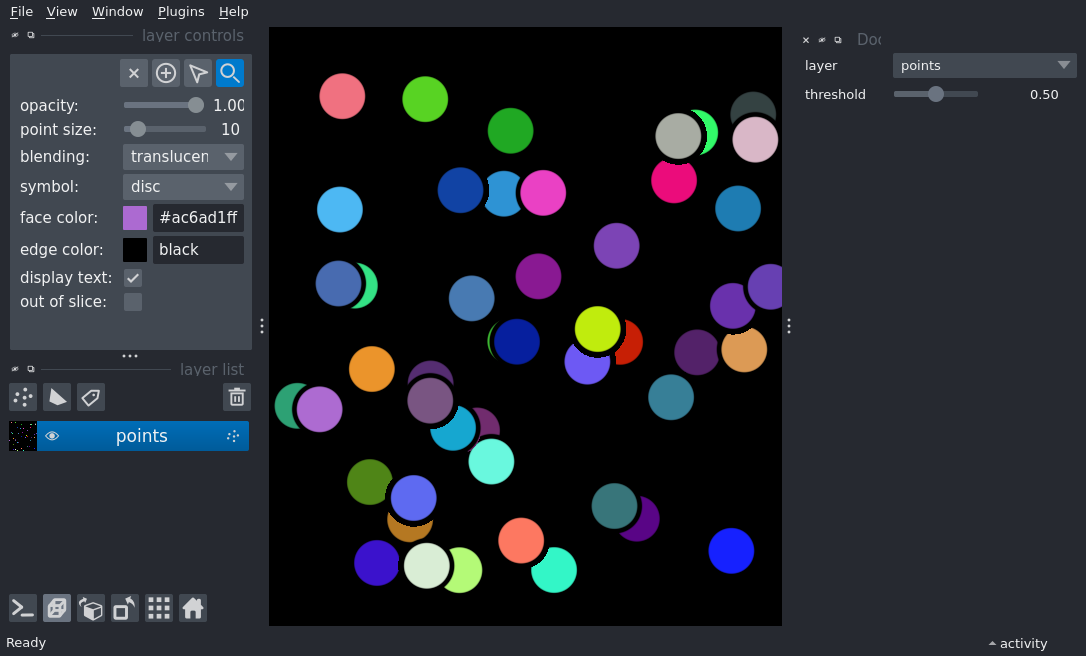 File View Window Plugins Help
layer controls
opacity: 1.00
point size: 10
blending: translucen
symbol: disc
face color: #ac6ad1ff
edge color: black
display text:
out of slice:
layer list
points
Ready
Doc
layer points
threshold 0.50
activity